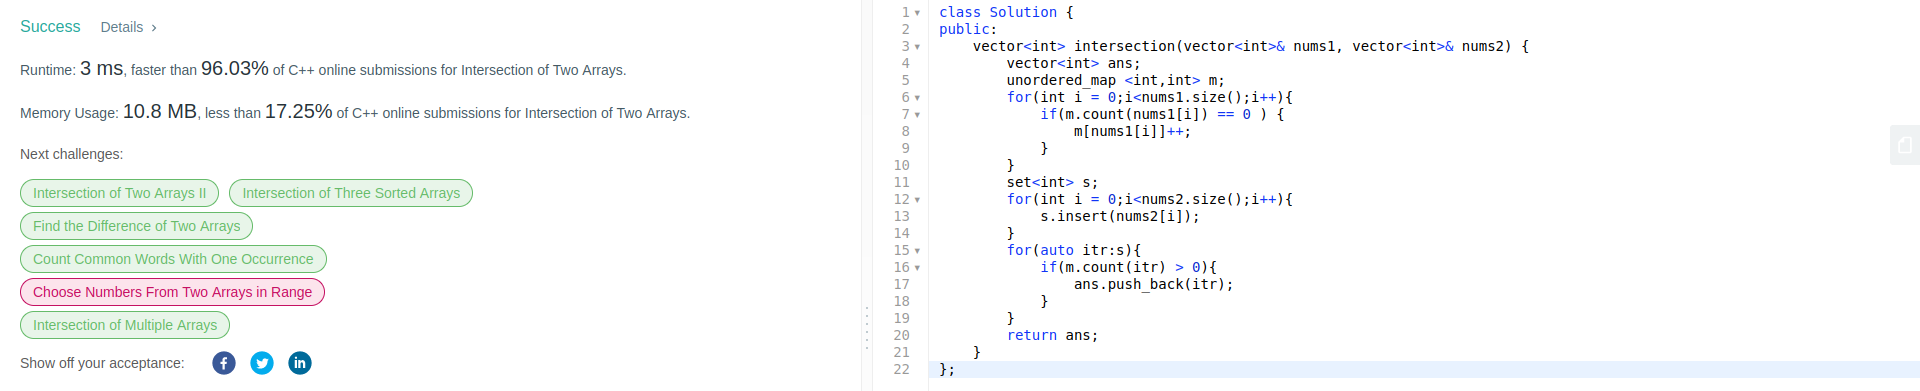 Success Details ›
Runtime: 3 ms, faster than 96.03% of C++ online submissions for Intersection of Two Arrays.
Memory Usage: 10.8 MB, less than 17.25% of C++ online submissions for Intersection of Two Arrays.
Next challenges:
Intersection of Two Arrays II Intersection of Three Sorted Arrays
Find the Difference of Two Arrays
Count Common Words With One Occurrence
Choose Numbers From Two Arrays in Range
Intersection of Multiple Arrays
Show off your acceptance: f in
1 class Solution {
2 public:
3     vector<int> intersection(vector<int>& nums1, vector<int>& nums2) {
4         vector<int> ans;
5         unordered_map <int,int> m;
6         for(int i = 0;i<nums1.size();i++){
7             if(m.count(nums1[i]) == 0 ) {
8                 m[nums1[i]]++;
9             }
10         }
11         set<int> s;
12         for(int i = 0;i<nums2.size();i++){
13             s.insert(nums2[i]);
14         }
15         for(auto itr:s){
16             if(m.count(itr) > 0){
17                 ans.push_back(itr);
18             }
19         }
20         return ans;
21     }
22 };